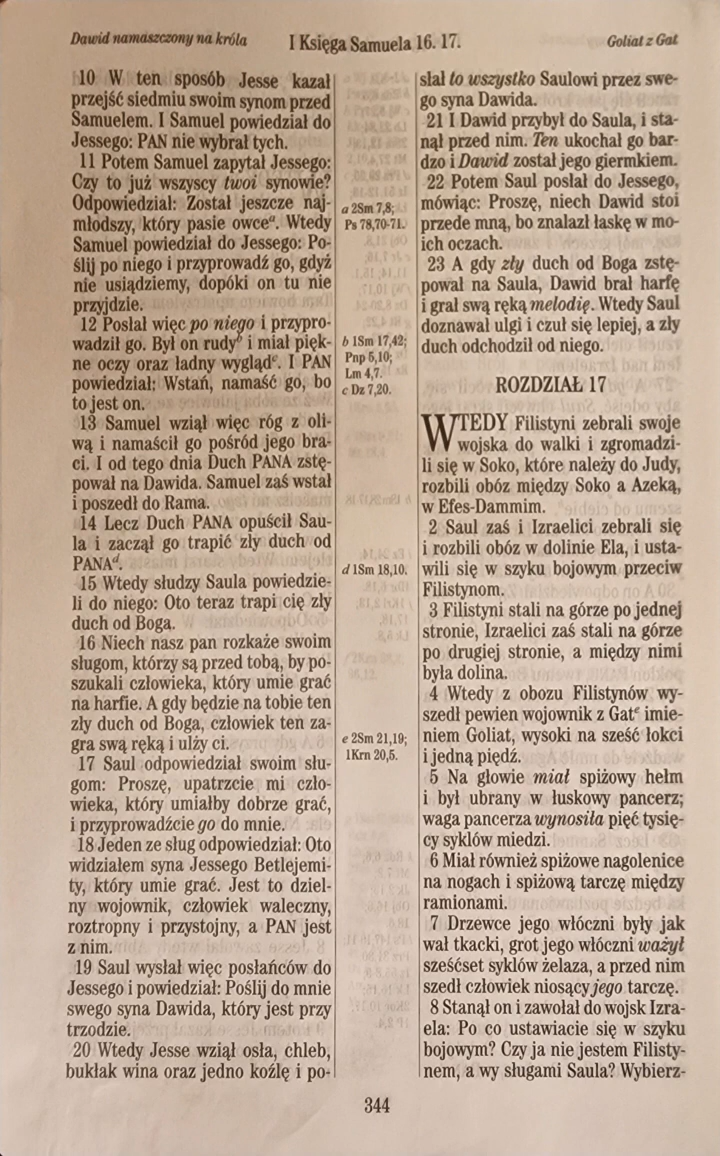 Dawid namaszczony na króla
I Księga Samuela 16. 17.
Goliat z Gat
10 W ten sposób Jesse kazał
przejść siedmiu swoim synom przed
Samuelem. I Samuel powiedział do
Jessego: PAN nie wybrał tych.
11 Potem Samuel zapytał Jessego:
Czy to już wszyscy twoi synowie?
Odpowiedział: Został jeszcze naj-
młodszy, który pasie owceᵃ. Wtedy
Samuel powiedział do Jessego: Po-
ślij po niego i przyprowadź go, gdyż
nie usiądziemy, dopóki on tu nie
przyjdzie.
12 Posłał więc po niego i przypro-
wadził go. Był on rudyᵇ i miał pięk-
ne oczy oraz ładny wyglądᶜ. I PAN
powiedział: Wstań, namaść go, bo
to jest on.
13 Samuel wziął więc róg z oli-
wą i namaścił go pośród jego bra-
ci. I od tego dnia Duch PANA zstę-
pował na Dawida. Samuel zaś wstał
i poszedł do Rama.
14 Lecz Duch PANA opuścił Sau-
la i zaczął go trapić zły duch od
PANAᵈ.
15 Wtedy słudzy Saula powiedzie-
li do niego: Oto teraz trapi cię zły
duch od Boga.
16 Niech nasz pan rozkaże swoim
sługom, którzy są przed tobą, by po-
szukali człowieka, który umie grać
na harfie. A gdy będzie na tobie ten
zły duch od Boga, człowiek ten za-
gra swą ręką i ulży ci.
17 Saul odpowiedział swoim słu-
gom: Proszę, upatrzcie mi czło-
wieka, który umiałby dobrze grać,
i przyprowadźcie go do mnie.
18 Jeden ze sług odpowiedział: Oto
widziałem syna Jessego Betlejemi-
ty, który umie grać. Jest to dziel-
ny wojownik, człowiek waleczny,
roztropny i przystojny, a PAN jest
z nim.
19 Saul wysłał więc posłańców do
Jessego i powiedział: Poślij do mnie
swego syna Dawida, który jest przy
trzodzie.
20 Wtedy Jesse wziął osła, chleb,
bukłak wina oraz jedno koźlę i po-
a 2Sm 7,8;
Ps 78,70-71.
b 1Sm 17,42;
Pnp 5,10;
Lm 4,7.
c Dz 7,20.
d 1Sm 18,10.
e 2Sm 21,19;
1Krn 20,5.
słał to wszystko Saulowi przez swe-
go syna Dawida.
21 I Dawid przybył do Saula, i sta-
nął przed nim. Ten ukochał go bar-
dzo i Dawid został jego giermkiem.
22 Potem Saul posłał do Jessego,
mówiąc: Proszę, niech Dawid stoi
przede mną, bo znalazł łaskę w mo-
ich oczach.
23 A gdy zły duch od Boga zstę-
pował na Saula, Dawid brał harfę
i grał swą ręką melodię. Wtedy Saul
doznawał ulgi i czuł się lepiej, a zły
duch odchodził od niego.
ROZDZIAŁ 17
WTEDY Filistyni zebrali swoje
wojska do walki i zgromadzi-
li się w Soko, które należy do Judy,
rozbili obóz między Soko a Azeką,
w Efes-Dammim.
2 Saul zaś i Izraelici zebrali się
i rozbili obóz w dolinie Ela, i usta-
wili się w szyku bojowym przeciw
Filistynom.
3 Filistyni stali na górze po jednej
stronie, Izraelici zaś stali na górze
po drugiej stronie, a między nimi
była dolina.
4 Wtedy z obozu Filistynów wy-
szedł pewien wojownik z Gatᵉ imie-
niem Goliat, wysoki na sześć łokci
i jedną piędź.
5 Na głowie miał spiżowy hełm
i był ubrany w łuskowy pancerz;
waga pancerza wynosiła pięć tysię-
cy syklów miedzi.
6 Miał również spiżowe nagolenice
na nogach i spiżową tarczę między
ramionami.
7 Drzewce jego włóczni były jak
wał tkacki, grot jego włóczni ważył
sześćset syklów żelaza, a przed nim
szedł człowiek niosący jego tarczę.
8 Stanął on i zawołał do wojsk Izra-
ela: Po co ustawiacie się w szyku
bojowym? Czy ja nie jestem Filisty-
nem, a wy sługami Saula? Wybierz-
344